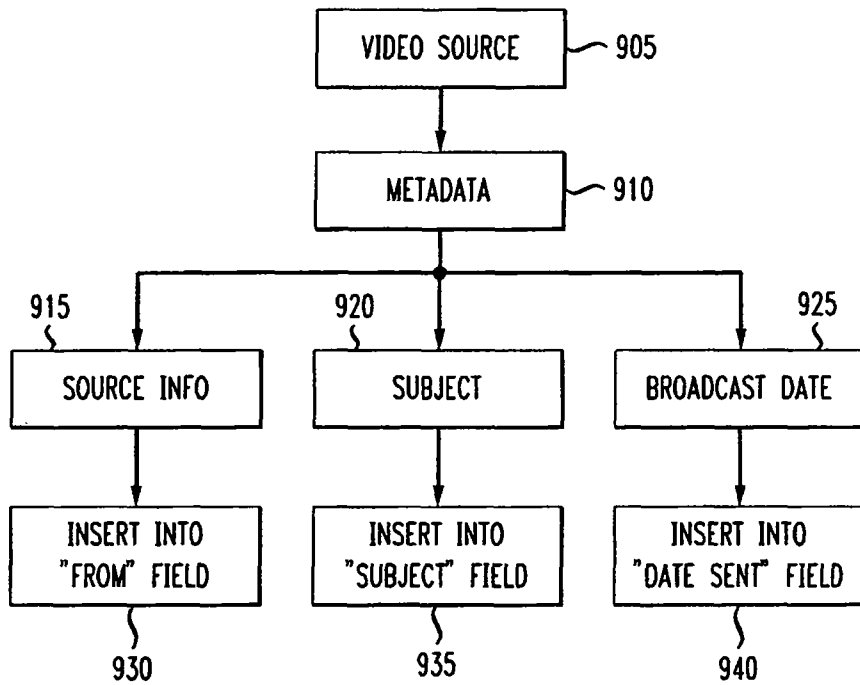 VIDEO SOURCE
905
METADATA
910
915
920
925
SOURCE INFO
SUBJECT
BROADCAST DATE
INSERT INTO
"FROM" FIELD
INSERT INTO
"SUBJECT" FIELD
INSERT INTO
"DATE SENT" FIELD
930
935
940